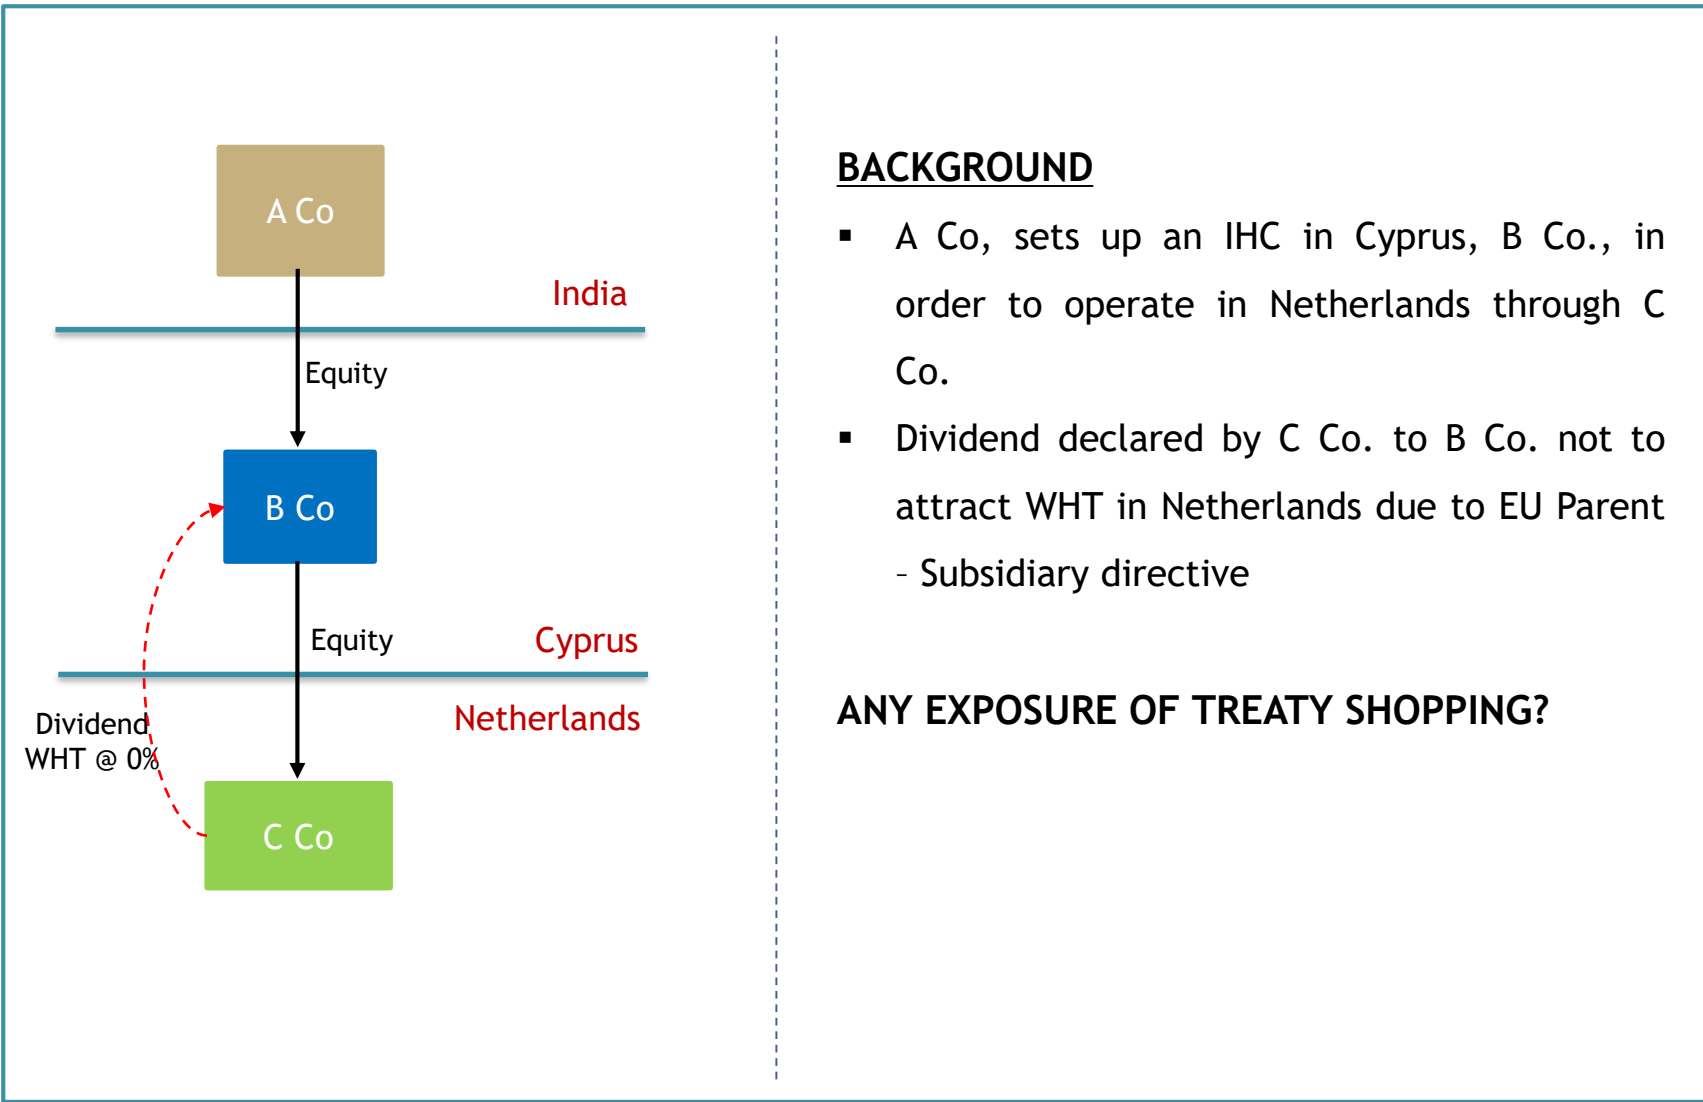 A Co
India
Equity
B Co
Equity
Cyprus
Netherlands
Dividend
WHT @ 0%
C Co
BACKGROUND
▪ A Co, sets up an IHC in Cyprus, B Co., in
order to operate in Netherlands through C
Co.
▪ Dividend declared by C Co. to B Co. not to
attract WHT in Netherlands due to EU Parent
– Subsidiary directive
ANY EXPOSURE OF TREATY SHOPPING?